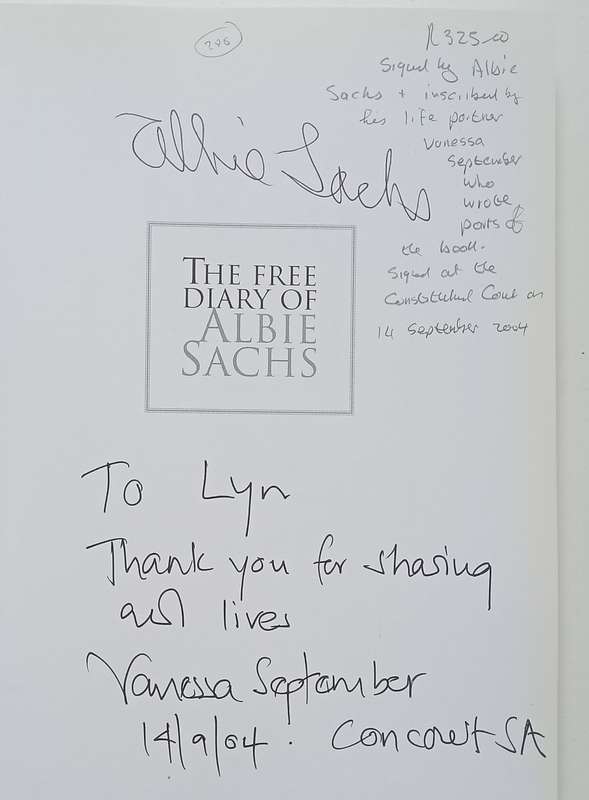 286
R325-00
Signed by Albie
Sachs + inscribed by
his life partner
Vanessa
September
who
wrote
parts of
the book.
Signed at the
Constitutional Court on
14 September 2004
Albie Sachs
THE FREE
DIARY OF
ALBIE
SACHS
To Lyn
Thank you for sharing
our lives
Vanessa September
14/9/04. Concourt SA